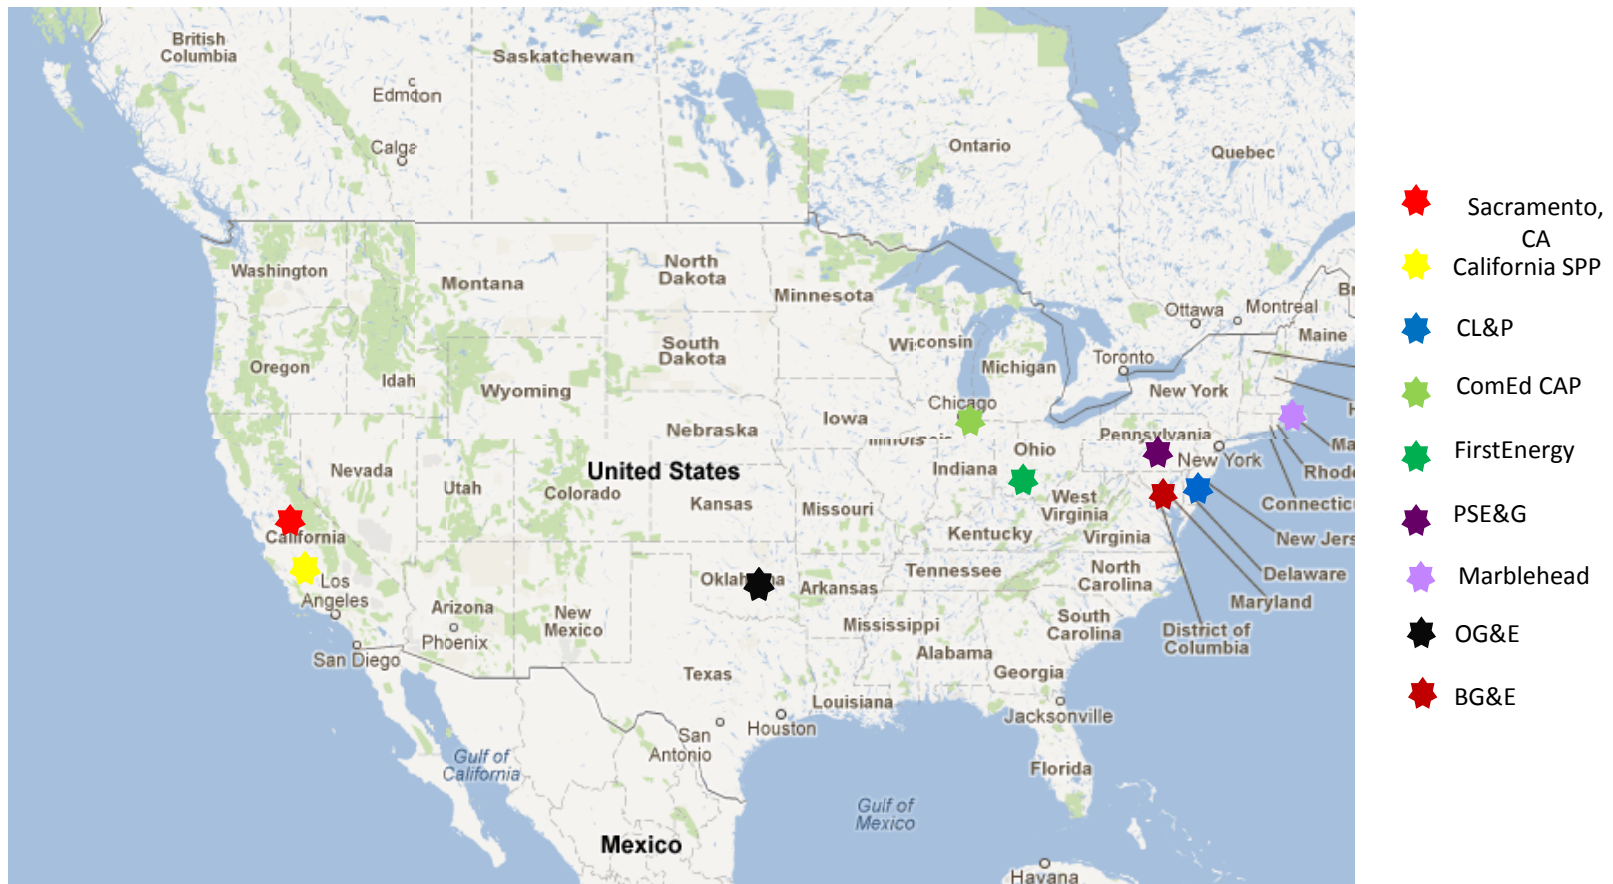 British
Columbia
Saskatchewan
Edmonton
Calga
Ontario
Quebec
Washington
Montana
North
Dakota
Minnesota
Ottawa
Montreal
Br
Maine
Oregon
Idah
South
Dakota
Wisconsin
Michigan
Toronto
Wyoming
New York
Iowa
Chicago
Nebraska
Illinois
Ohio
Pennsylvania
Ma
Nevada
Utah
Colorado
United States
Kansas
Missouri
Indiana
New York
Rhode
West
Virginia
Connecticu
California
Kentucky
Virginia
New Jers
Los
Angeles
Arizona
Phoenix
New
Mexico
Oklahoma
Arkansas
Tennessee
North
Carolina
Delaware
Maryland
San Diego
Mississippi
South
Carolina
District of
Columbia
Alabama
Georgia
Texas
Louisiana
Jacksonville
Houston
San
Antonio
Gulf of
California
Florida
Gulf of
Mexico
Mexico
Havana
Sacramento,
CA
California SPP
CL&P
ComEd CAP
FirstEnergy
PSE&G
Marblehead
OG&E
BG&E